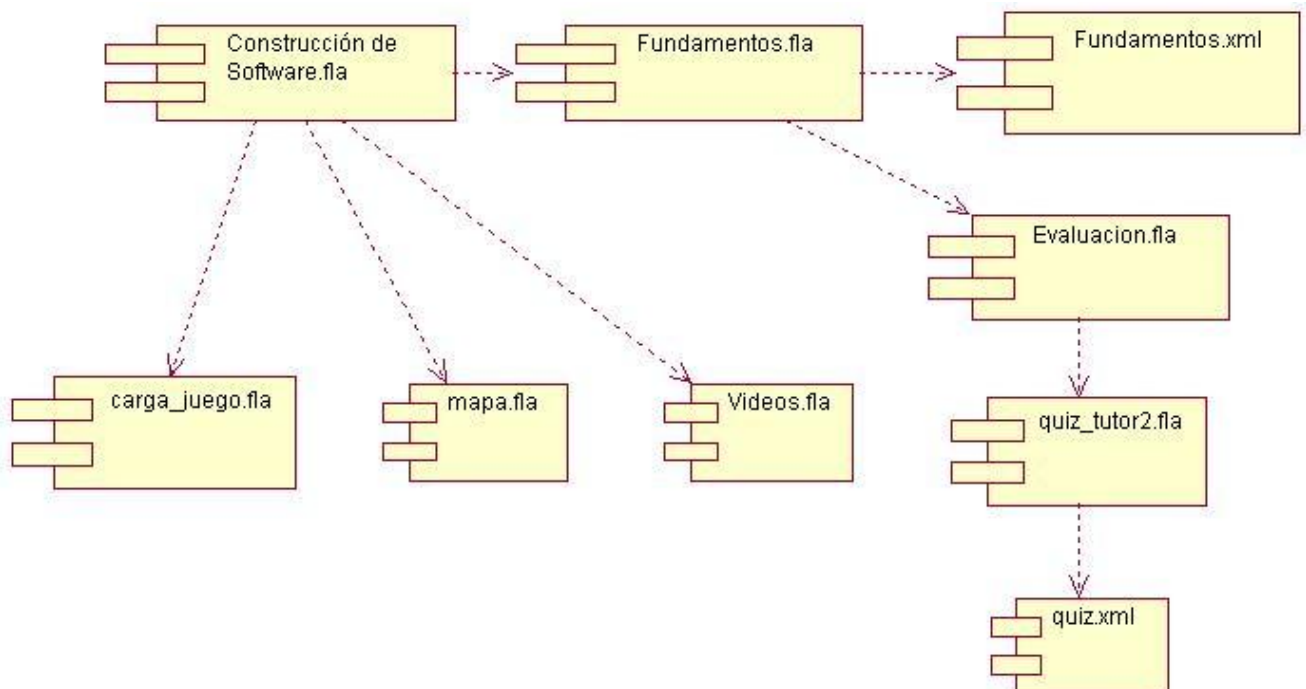 Construcción de
Software.fla
Fundamentos.fla
Fundamentos.xml
Evaluacion.fla
carga_juego.fla
mapa.fla
Videos.fla
quiz_tutor2.fla
quiz.xml